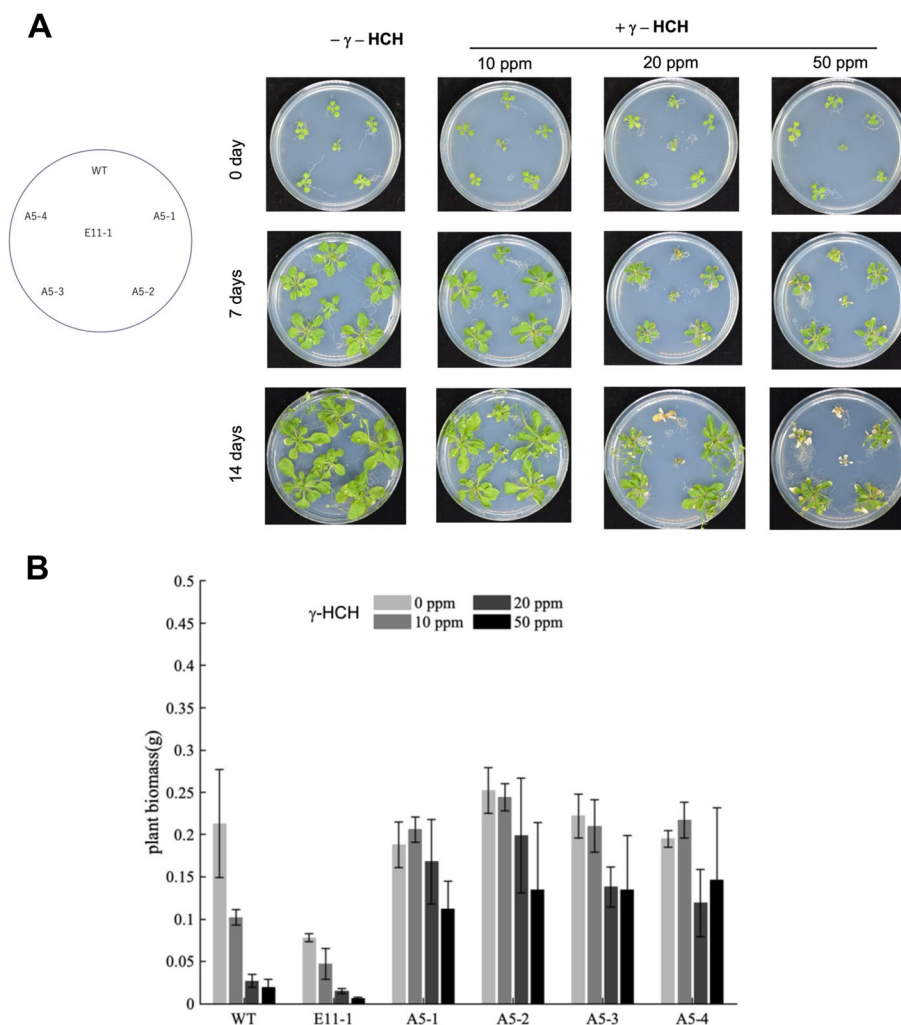 A
– γ – HCH
+ γ – HCH
10 ppm
20 ppm
50 ppm
0 day
7 days
14 days
WT
A5-4
A5-1
E11-1
A5-3
A5-2
B
γ-HCH
0 ppm
20 ppm
10 ppm
50 ppm
plant biomass(g)
0.5
0.45
0.4
0.35
0.3
0.25
0.2
0.15
0.1
0.05
0
WT
E11-1
A5-1
A5-2
A5-3
A5-4